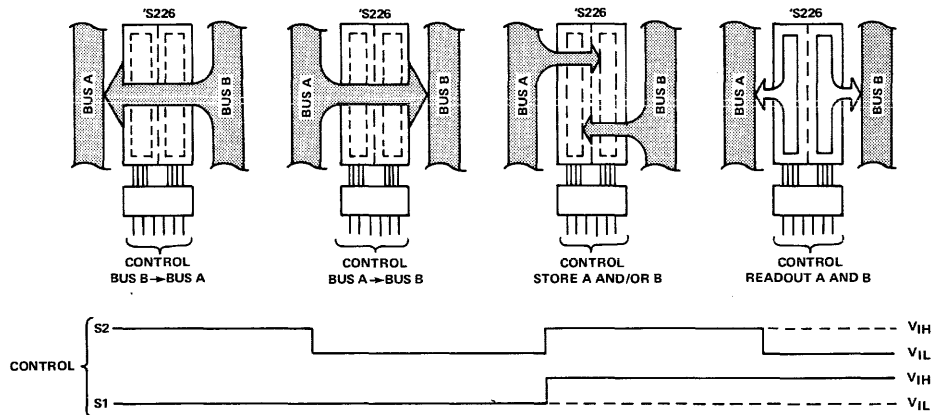 'S226
'S226
'S226
'S226
BUS A
BUS B
BUS A
BUS B
BUS A
BUS B
BUS A
BUS B
CONTROL
BUS B→BUS A
CONTROL
BUS A→BUS B
CONTROL
STORE A AND/OR B
CONTROL
READOUT A AND B
CONTROL
S2
VIH
VIL
VIH
S1
VIL